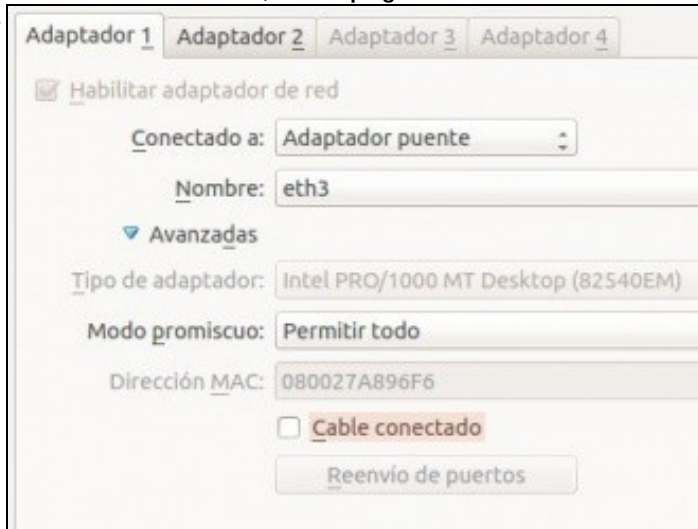 Adaptador 1 Adaptador 2 Adaptador 3 Adaptador 4
Habilitar adaptador de red
Conectado a: Adaptador puente
Nombre: eth3
Avanzadas
Tipo de adaptador: Intel PRO/1000 MT Desktop (82540EM)
Modo promiscuo: Permitir todo
Dirección MAC: 080027A896F6
Cable conectado
Reenvío de puertos